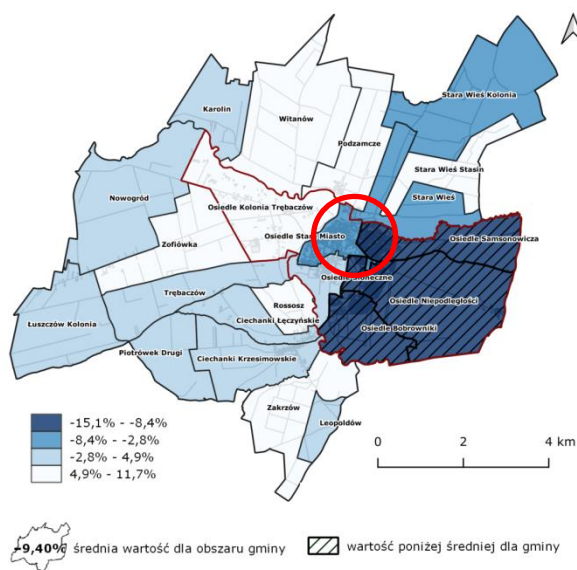 Stara Wieś Kolonia
Karolin
Witanów
Podzamcze
Stara Wieś Stasin
Nowogród
Osiedle Kolonia Trębaczów
Stara Wieś
Zofiówka
Osiedle Stare Miasto
Osiedle Samsonowicza
Osiedle Słoneczne
Trębaczów
Osiedle Niepodległości
Rossosz
Łuszczów Kolonia
Ciechanki Łęczyńskie
Osiedle Bobrowniki
Piotrówek Drugi
Ciechanki Krzesimowskie
Zakrzów
Leopoldów
-15,1% - -8,4%
-8,4% - -2,8%
-2,8% - 4,9%
4,9% - 11,7%
0 2 4 km
-9,40% średnia wartość dla obszaru gminy
wartość poniżej średniej dla gminy